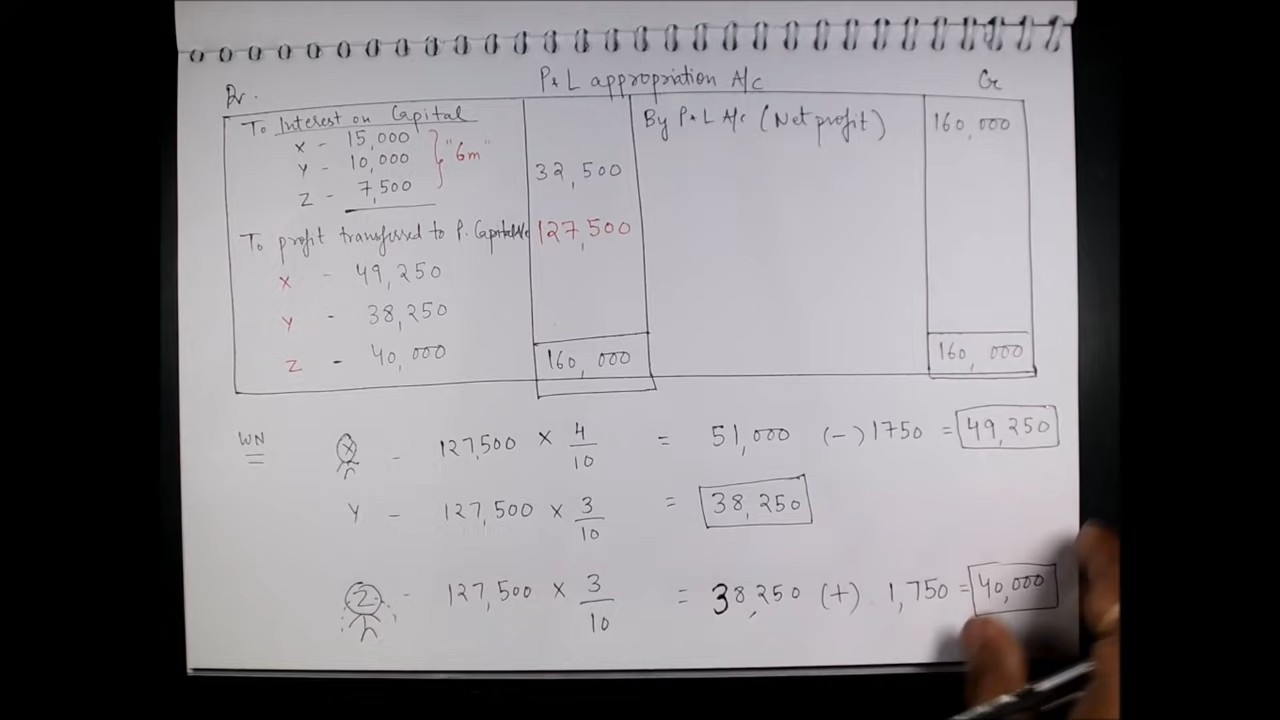 P & L appropriation A/c
Dr.
Cr
To Interest on Capital
X - 15,000
Y - 10,000
Z - 7,500
"6m"
32,500
To profit transferred to P. Capital A/c
127,500
X - 49,250
Y - 38,250
Z - 40,000
160,000
By P & L A/c (Net profit)
160,000
160,000
WN
X - 127,500 × 4/10 = 51,000 (-) 1750 = 49,250
Y - 127,500 × 3/10 = 38,250
Z - 127,500 × 3/10 = 38,250 (+) 1,750 = 40,000